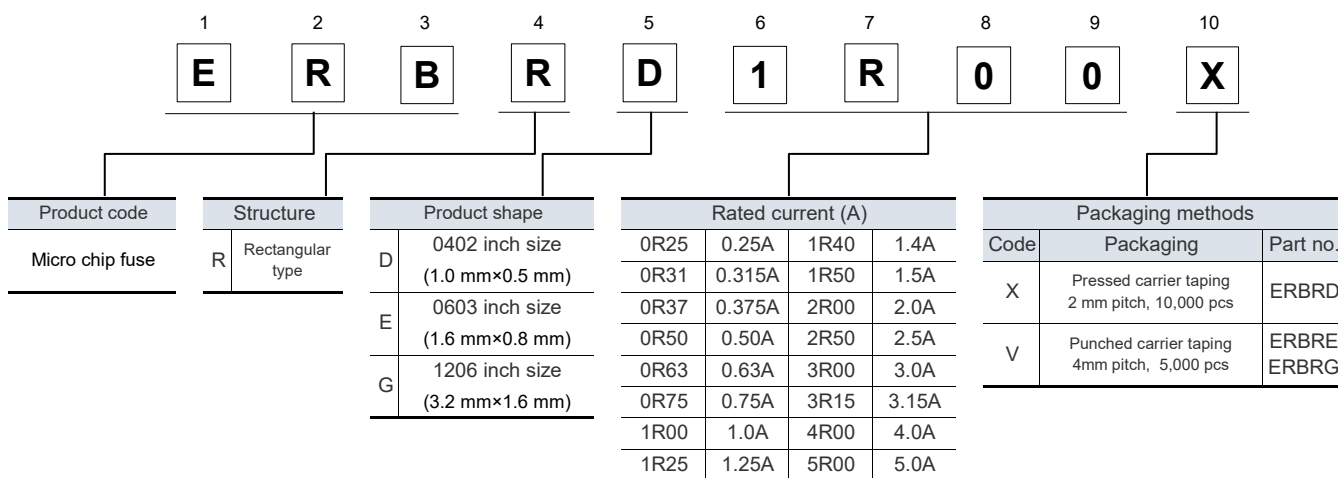 1 2 3 4 5 6 7 8 9 10
E R B R D 1 R 0 0 X
Product code
Micro chip fuse
Structure
R Rectangular
type
Product shape
D 0402 inch size
(1.0 mm×0.5 mm)
E 0603 inch size
(1.6 mm×0.8 mm)
G 1206 inch size
(3.2 mm×1.6 mm)
Rated current (A)
0R25 0.25A 1R40 1.4A
0R31 0.315A 1R50 1.5A
0R37 0.375A 2R00 2.0A
0R50 0.50A 2R50 2.5A
0R63 0.63A 3R00 3.0A
0R75 0.75A 3R15 3.15A
1R00 1.0A 4R00 4.0A
1R25 1.25A 5R00 5.0A
Packaging methods
Code Packaging Part no.
X Pressed carrier taping
2 mm pitch, 10,000 pcs
ERBRD
V Punched carrier taping
4mm pitch, 5,000 pcs
ERBRE
ERBRG